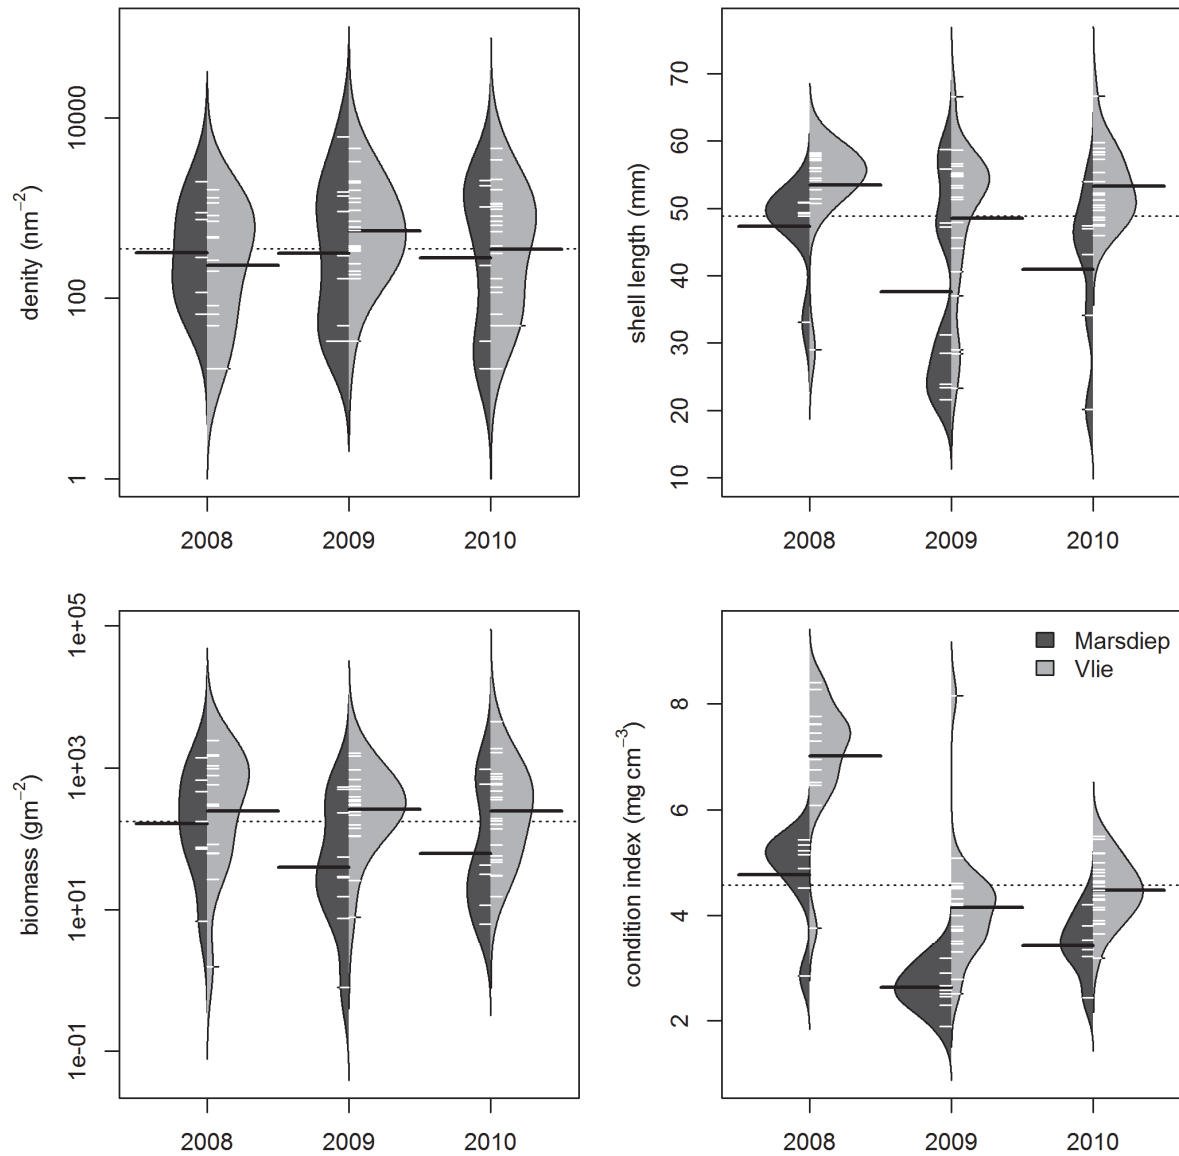 denity (nm−2)
10000
100
1
2008 2009 2010
shell length (mm)
70
60
50
40
30
20
10
2008 2009 2010
biomass (gm−2)
1e+05
1e+03
1e+01
1e-01
2008 2009 2010
condition index (mg cm−3)
8
6
4
2
Marsdiep
Vlie
2008 2009 2010